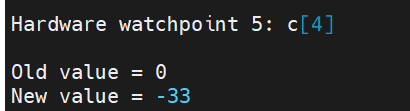 Hardware watchpoint 5: c[4]
Old value = 0
New value = -33